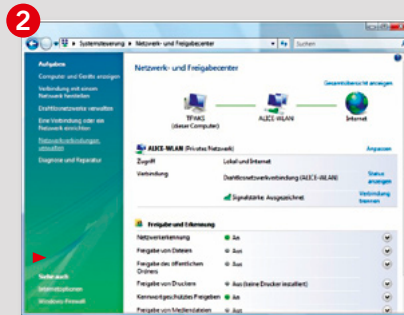 2
Systemsteuerung ▸ Netzwerk- und Freigabecenter
Suchen
Aufgaben
Computer und Geräte anzeigen
Verbindung mit einem
Netzwerk herstellen
Drahtlosnetzwerke verwalten
Eine Verbindung oder ein
Netzwerk einrichten
Netzwerkverbindungen
verwalten
Diagnose und Reparatur
Siehe auch
Internetoptionen
Windows-Firewall
Netzwerk- und Freigabecenter
Gesamtübersicht anzeigen
(dieser Computer)
ALICE-WLAN
Internet
ALICE-WLAN (Privates Netzwerk)
Anpassen
Zugriff
Lokal und Internet
Verbindung
Drahtlosnetzwerkverbindung (ALICE-WLAN)
Status
anzeigen
Signalstärke: Ausgezeichnet
Verbindung
trennen
Freigabe und Erkennung
Netzwerkerkennung
An
Freigabe von Dateien
Aus
Freigabe des öffentlichen
Ordners
Aus
Freigabe von Druckern
Aus (keine Drucker installiert)
Kennwortgeschütztes Freigeben
An
Freigabe von Mediendateien
Aus